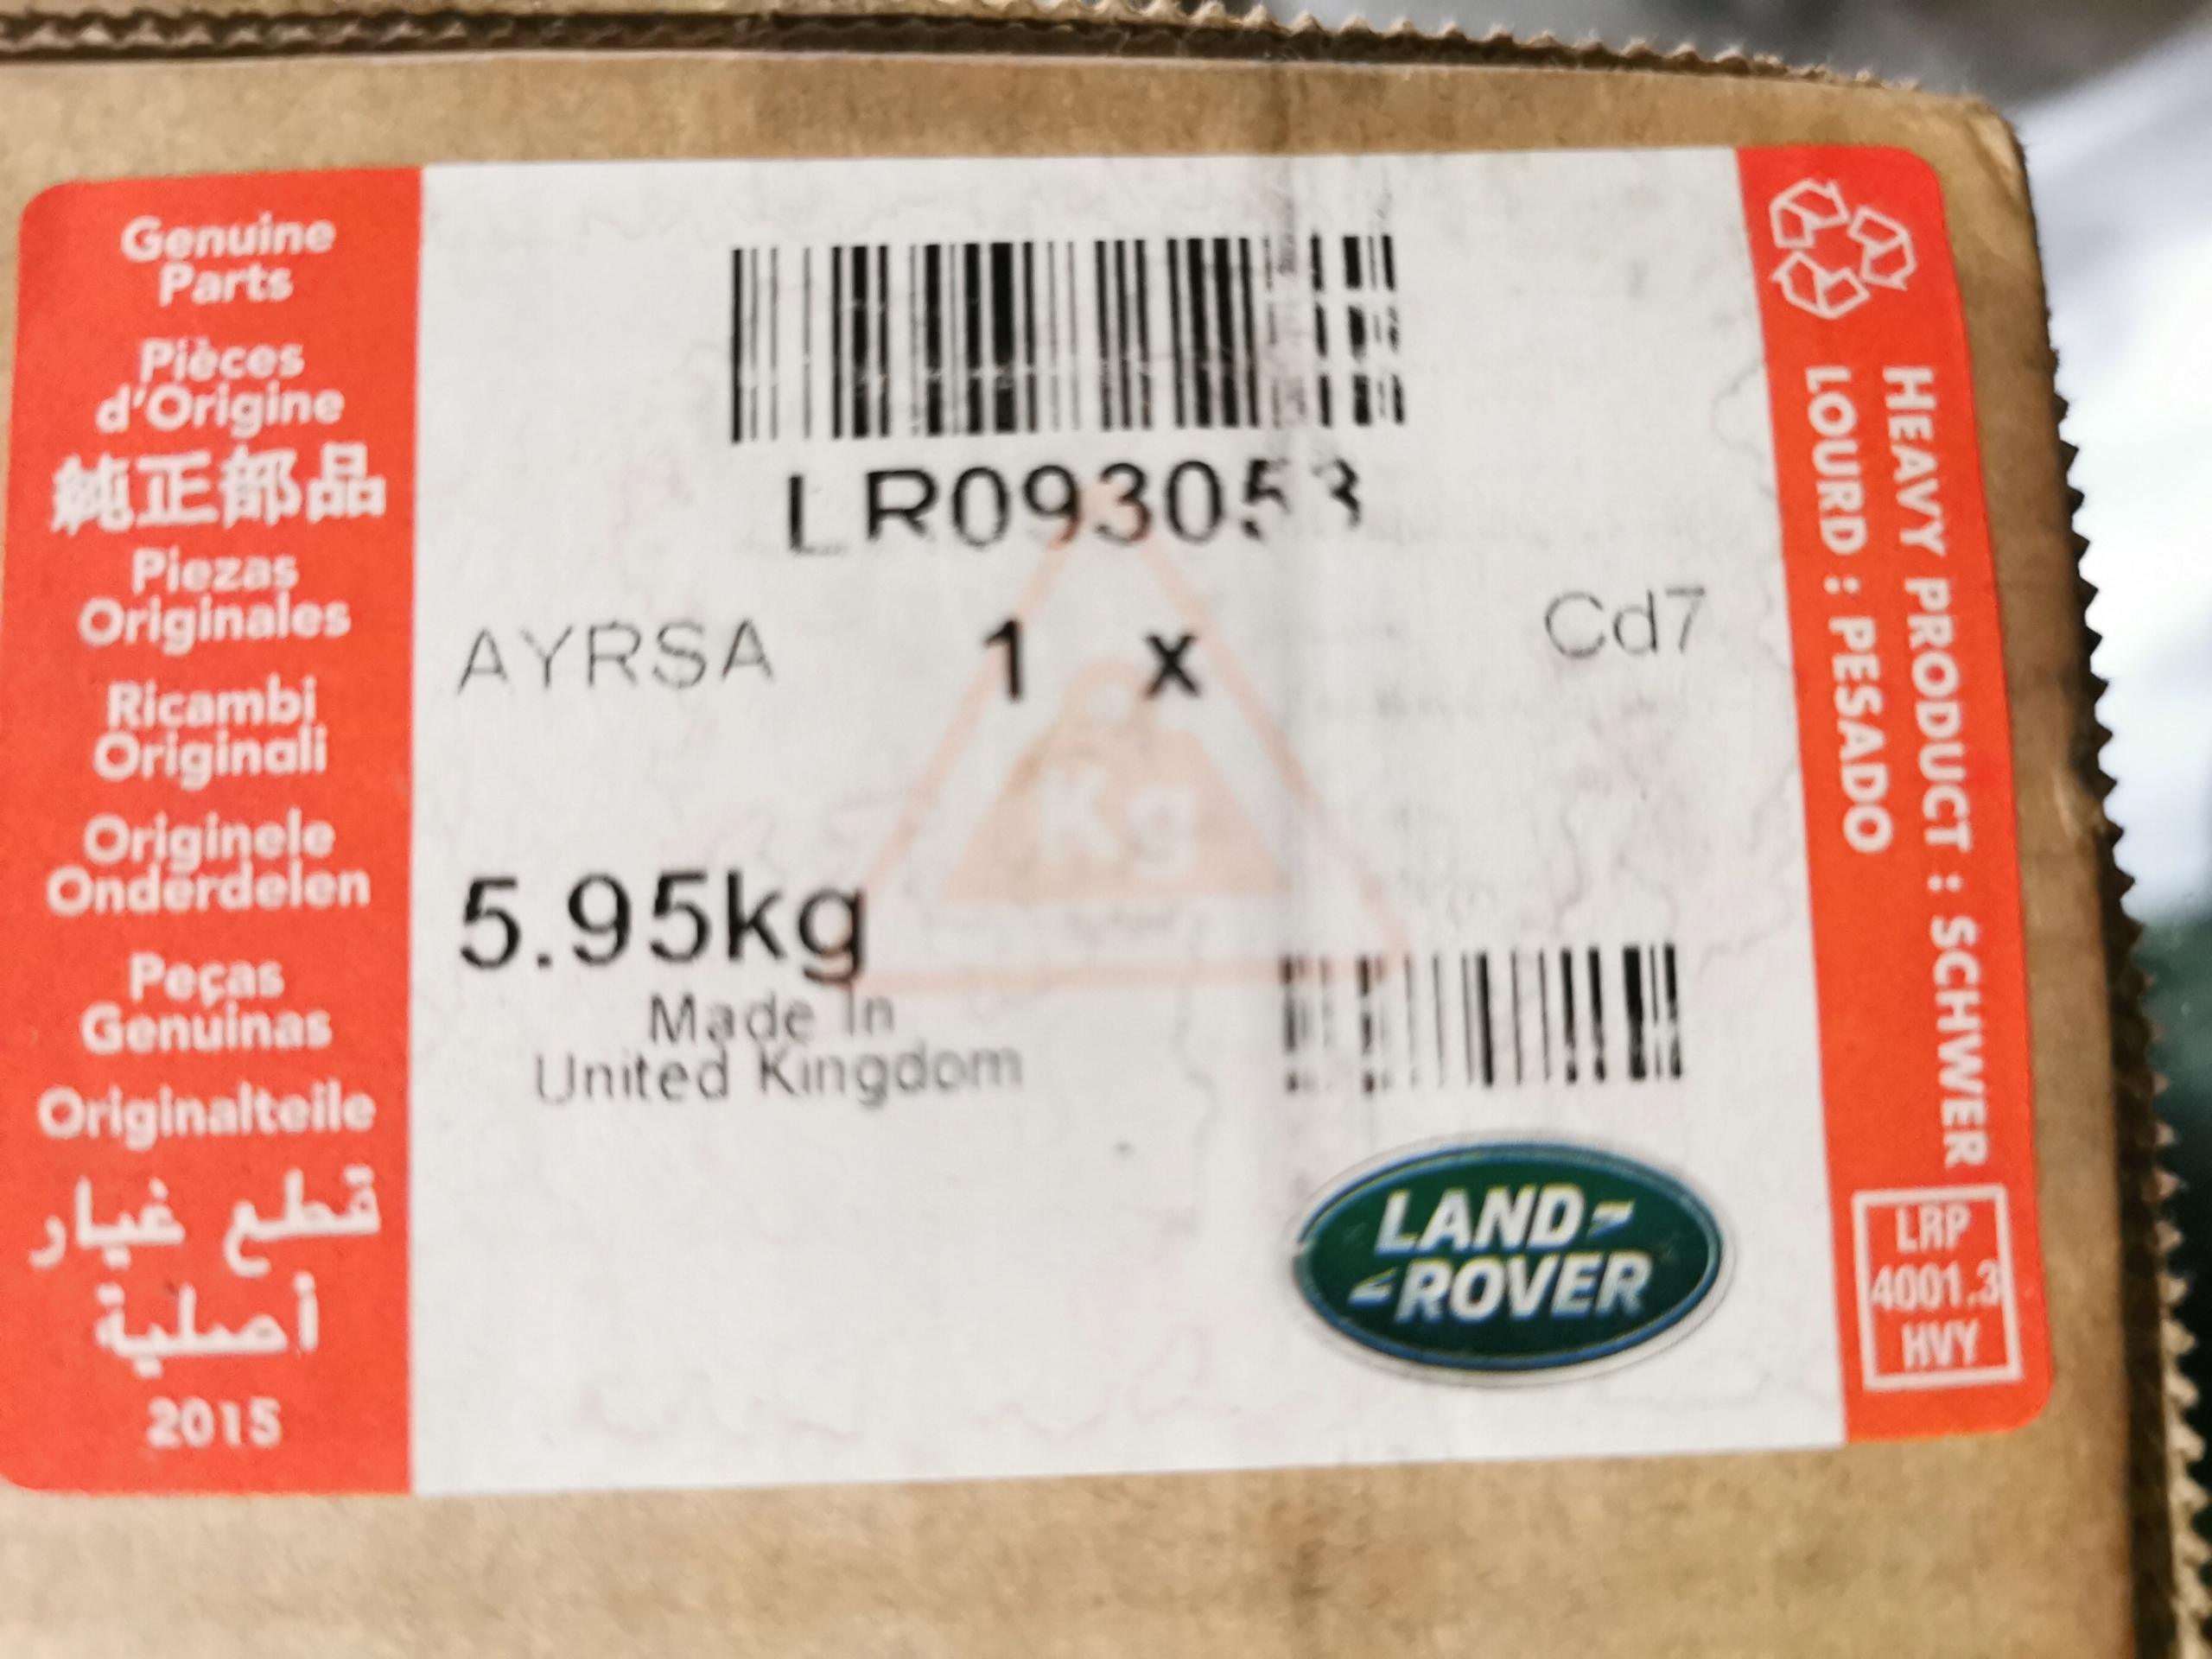 Genuine
Parts
Pièces
d'Origine
純正部品
Piezas
Originales
Ricambi
Originali
Originele
Onderdelen
Peças
Genuinas
Originalteile
قطع غيار
أصلية
2015
LR093053
AYRSA 1 x Cd7
Kg
5.95kg
Made In
United Kingdom
LAND-
-ROVER
HEAVY PRODUCT : SCHWER
LOURD : PESADO
LRP
4001.3
HVY